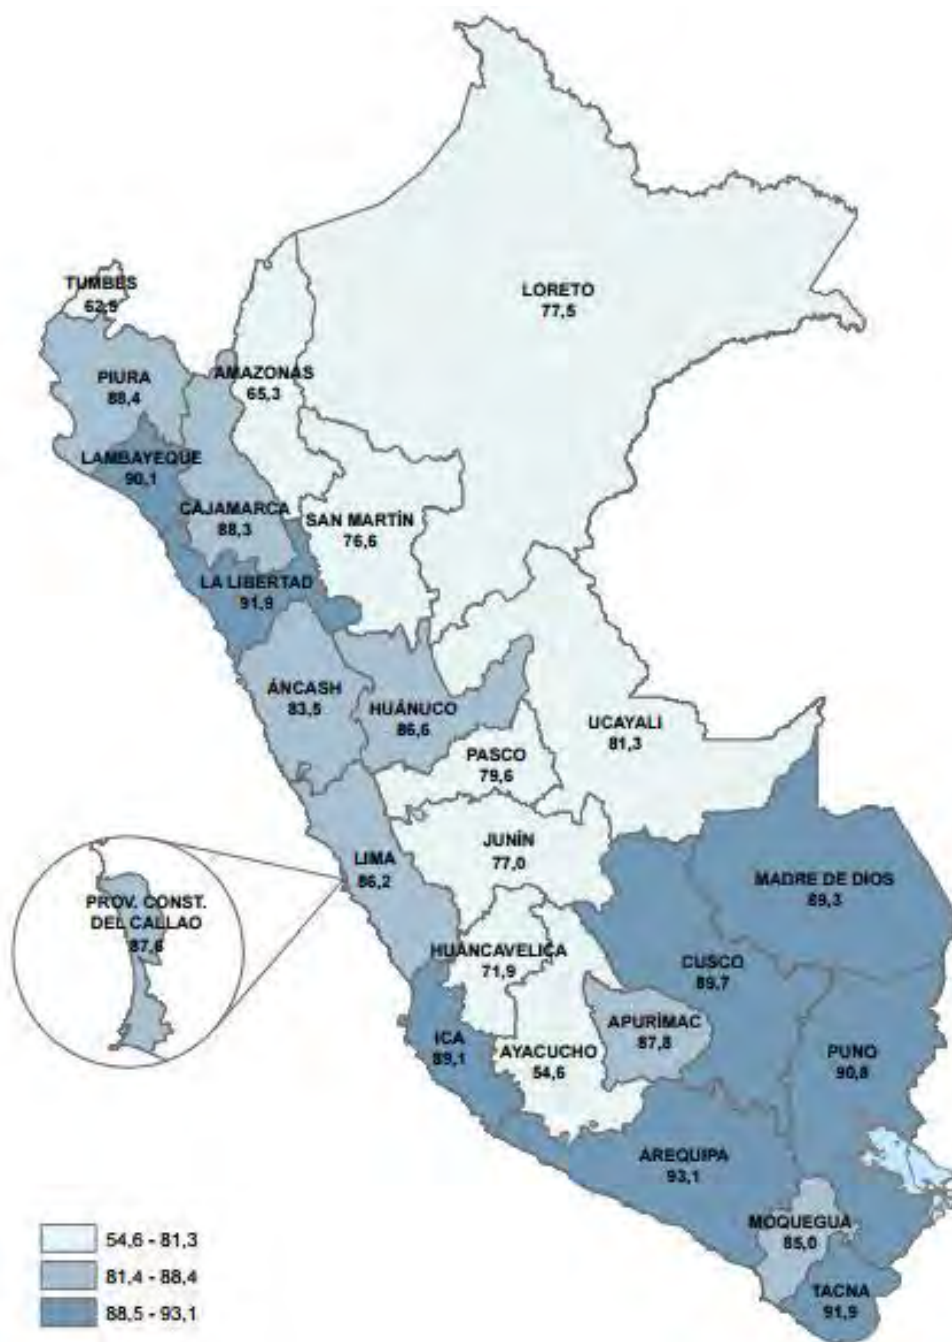 LORETO
77,5
TUMBES
62,9
AMAZONAS
65,3
PIURA
88,4
LAMBAYEQUE
90,1
CAJAMARCA
88,3
SAN MARTÍN
76,6
LA LIBERTAD
91,9
ÁNCASH
83,5
HUÁNUCO
86,6
UCAYALI
81,3
PASCO
79,6
JUNÍN
77,0
LIMA
86,2
MADRE DE DIOS
89,3
PROV. CONST.
DEL CALLAO
87,6
HUANCAVELICA
71,9
CUSCO
89,7
APURÍMAC
87,8
ICA
89,1
AYACUCHO
54,6
PUNO
90,8
AREQUIPA
93,1
MOQUEGUA
85,0
TACNA
91,9
54,6 - 81,3
81,4 - 88,4
88,5 - 93,1